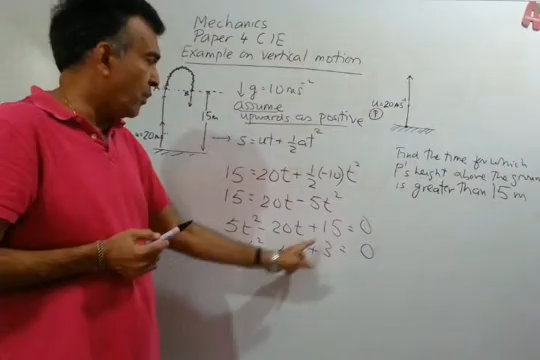 Mechanics
Paper 4 CIE
Example on vertical motion
↓ g = 10ms⁻²
assume
upwards as positive
15m
u=20m
→ s = ut + ½at²
15 = 20t + ½(-10)t²
15 = 20t - 5t²
5t² - 20t + 15 = 0
+ 3 = 0
u=20ms⁻¹
P
Find the time for which
P's height above the ground
is greater than 15 m